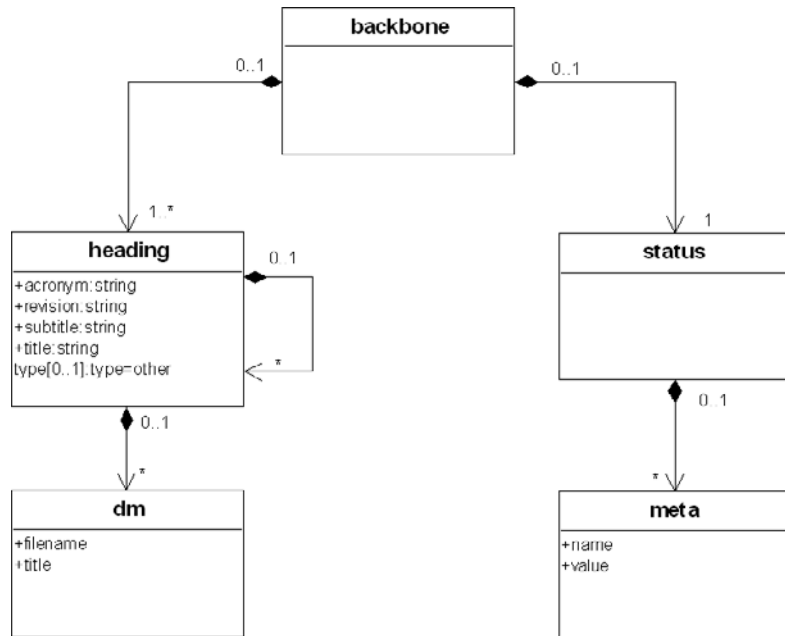 backbone
0..1
0..1
1..*
1
heading
+acronym:string
+revision:string
+subtitle:string
+title:string
type[0..1]:type=other
0..1
*
status
0..1
*
0..1
*
dm
+filename
+title
meta
+name
+value